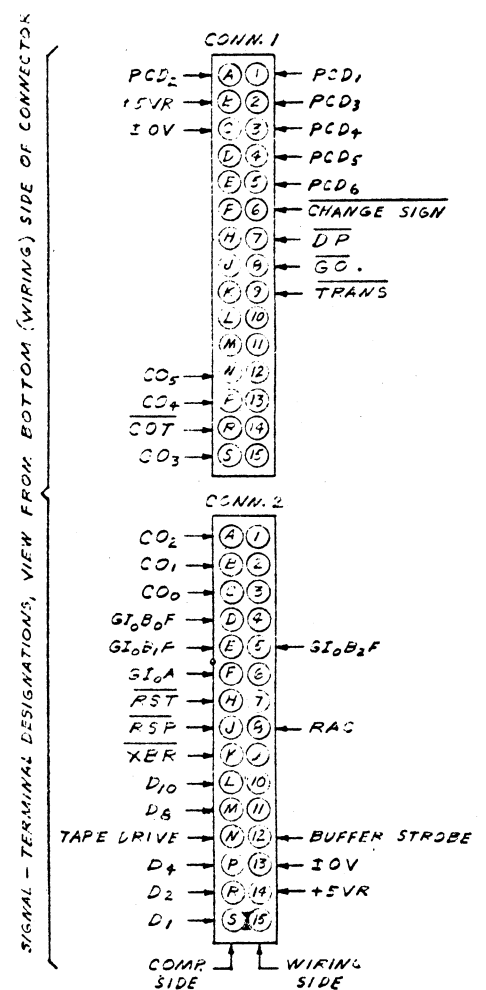 SIGNAL - TERMINAL DESIGNATIONS, VIEW FROM BOTTOM (WIRING) SIDE OF CONNECTOR
CONN. 1
PCD₂ A 1 PCD₁
+5VR B 2 PCD₃
IOV C 3 PCD₄
D 4 PCD₅
E 5 PCD₆
F 6 CHANGE SIGN
H 7 DP
J 8 GO.
K 9 TRANS
L 10
M 11
CO₅ N 12
CO₄ P 13
COT R 14
CO₃ S 15
CONN. 2
CO₂ A 1
CO₁ B 2
CO₀ C 3
GI₀B₀F D 4
GI₀B₁F E 5 GI₀B₂F
GI₀A F 6
RST H 7
RSP J 8 RAC
XBR K
D₁₀ L 10
D₈ M 11
TAPE DRIVE N 12 BUFFER STROBE
D₄ P 13 IOV
D₂ R 14 +5VR
D₁ S 15
COMP. SIDE WIRING SIDE